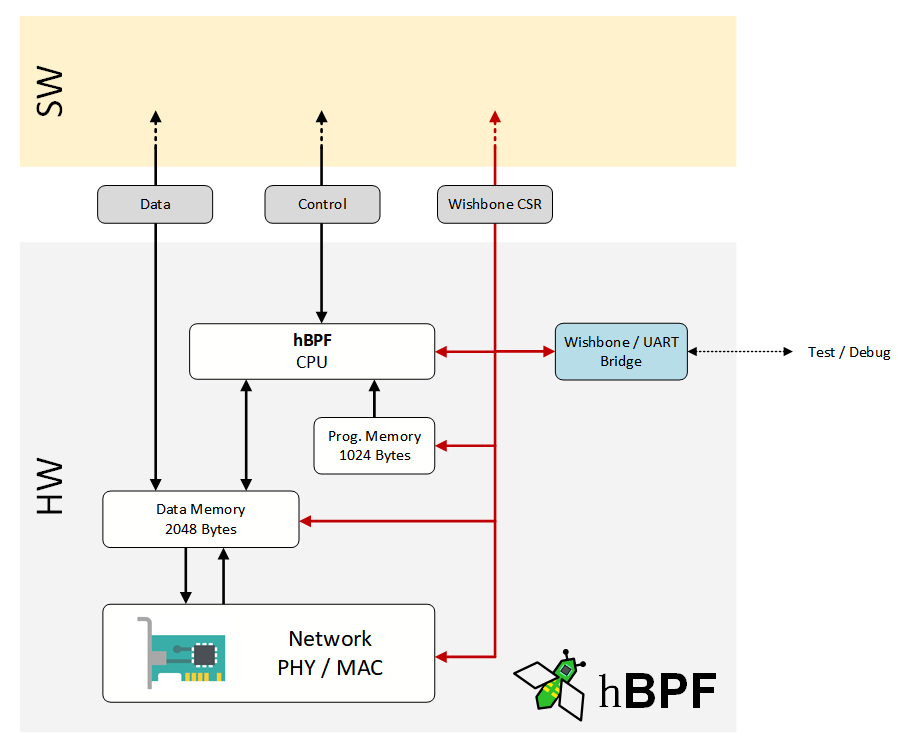 SW
Data
Control
Wishbone CSR
HW
hBPF
CPU
Wishbone / UART
Bridge
Test / Debug
Prog. Memory
1024 Bytes
Data Memory
2048 Bytes
Network
PHY / MAC
hBPF